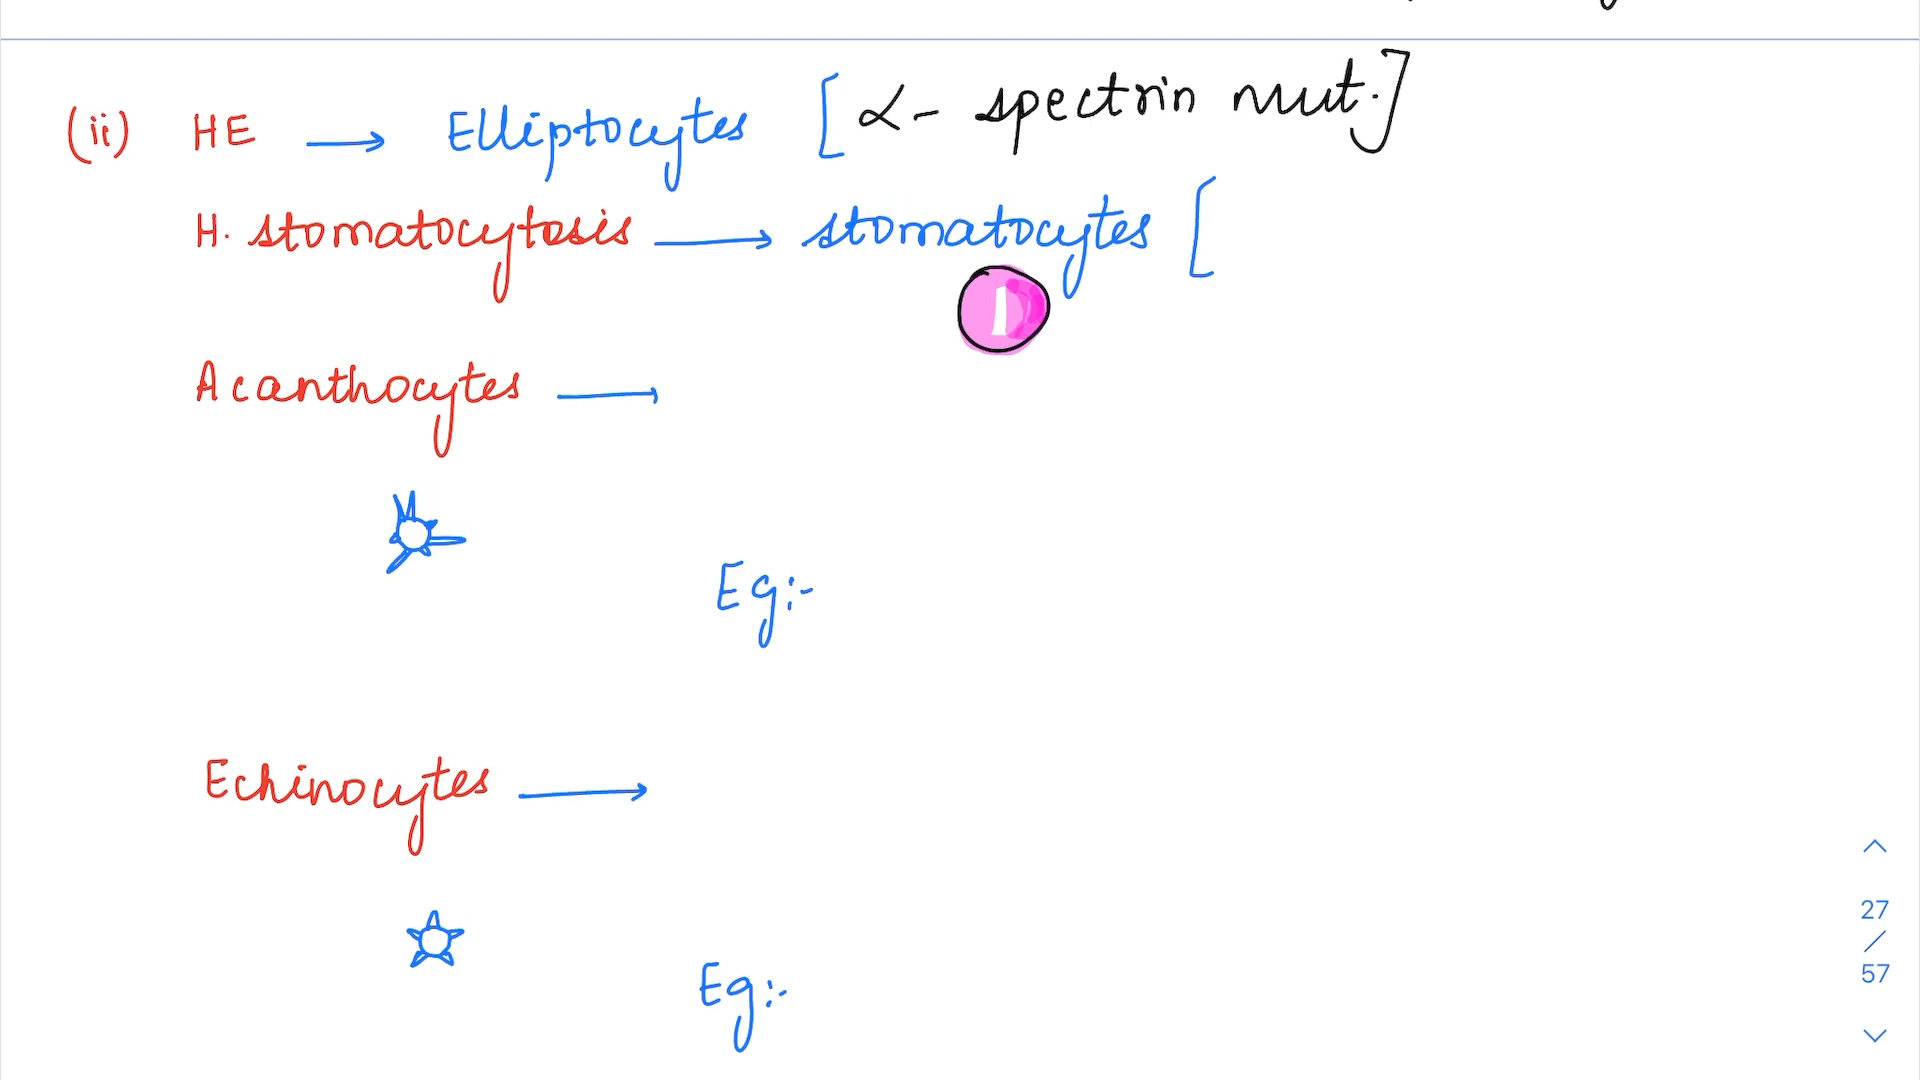 (ii) HE → Elliptocytes [α- spectrin mut.]
H. stomatocytosis → stomatocytes [
Acanthocytes →
Eg:-
Echinocytes →
Eg:-
27
/
57